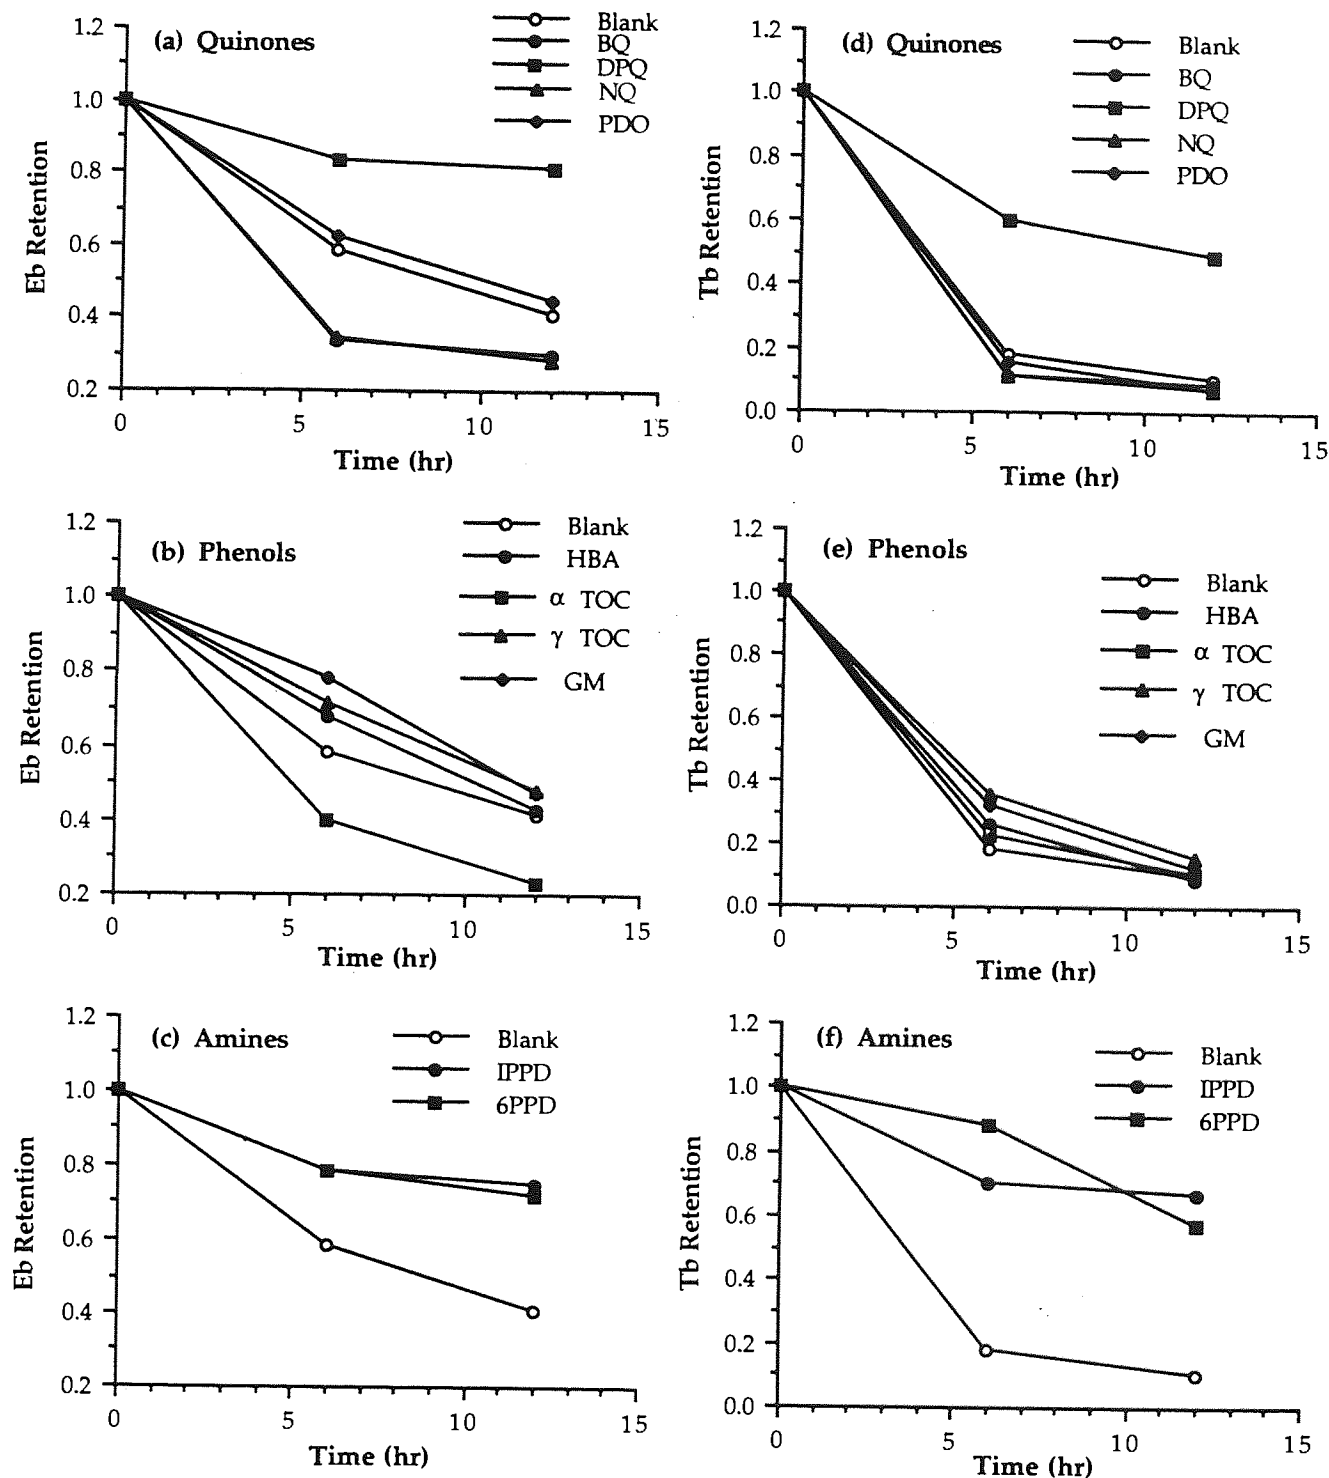 (a) Quinones
Blank
BQ
DPQ
NQ
PDO
1.2
1.0
0.8
0.6
0.4
0.2
Eb Retention
0 5 10 15
Time (hr)
(d) Quinones
Blank
BQ
DPQ
NQ
PDO
1.2
1.0
0.8
0.6
0.4
0.2
0.0
Tb Retention
0 5 10 15
Time (hr)
(b) Phenols
Blank
HBA
α TOC
γ TOC
GM
1.2
1.0
0.8
0.6
0.4
0.2
Eb Retention
0 5 10 15
Time (hr)
(e) Phenols
Blank
HBA
α TOC
γ TOC
GM
1.2
1.0
0.8
0.6
0.4
0.2
0.0
Tb Retention
0 5 10 15
Time (hr)
(c) Amines
Blank
IPPD
6PPD
1.2
1.0
0.8
0.6
0.4
0.2
Eb Retention
0 5 10 15
Time (hr)
(f) Amines
Blank
IPPD
6PPD
1.2
1.0
0.8
0.6
0.4
0.2
0.0
Tb Retention
0 5 10 15
Time (hr)